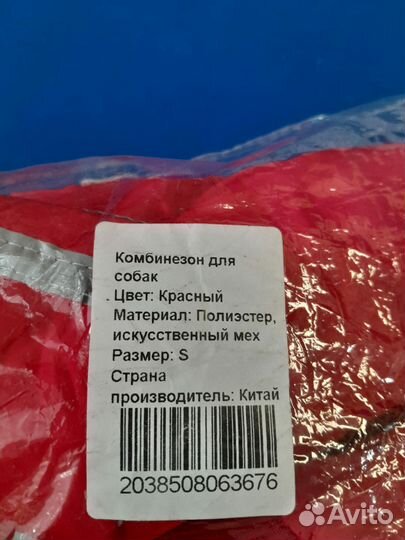 Комбинезон для
собак
Цвет: Красный
Материал: Полиэстер,
искусственный мех
Размер: S
Страна
производитель: Китай
2038508063676
Avito